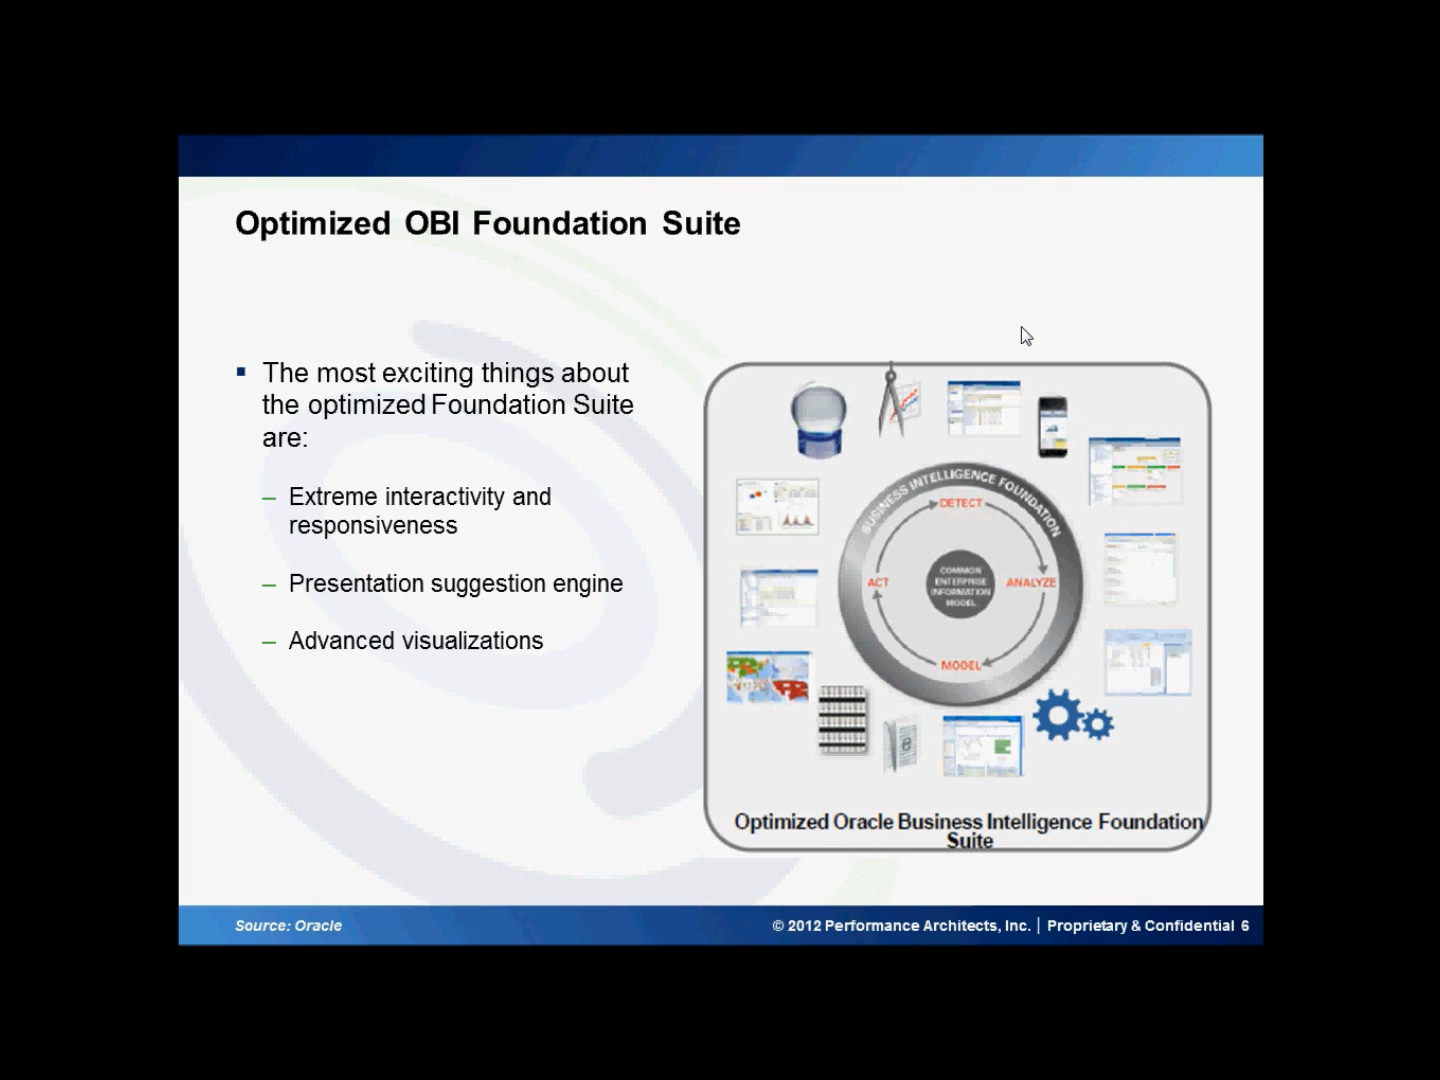 Optimized OBI Foundation Suite
The most exciting things about
the optimized Foundation Suite
are:
– Extreme interactivity and
responsiveness
– Presentation suggestion engine
– Advanced visualizations
BUSINESS INTELLIGENCE FOUNDATION
DETECT
ACT
COMMON
ENTERPRISE
INFORMATION
MODEL
ANALYZE
MODEL
Optimized Oracle Business Intelligence Foundation
Suite
Source: Oracle
© 2012 Performance Architects, Inc. | Proprietary & Confidential 6